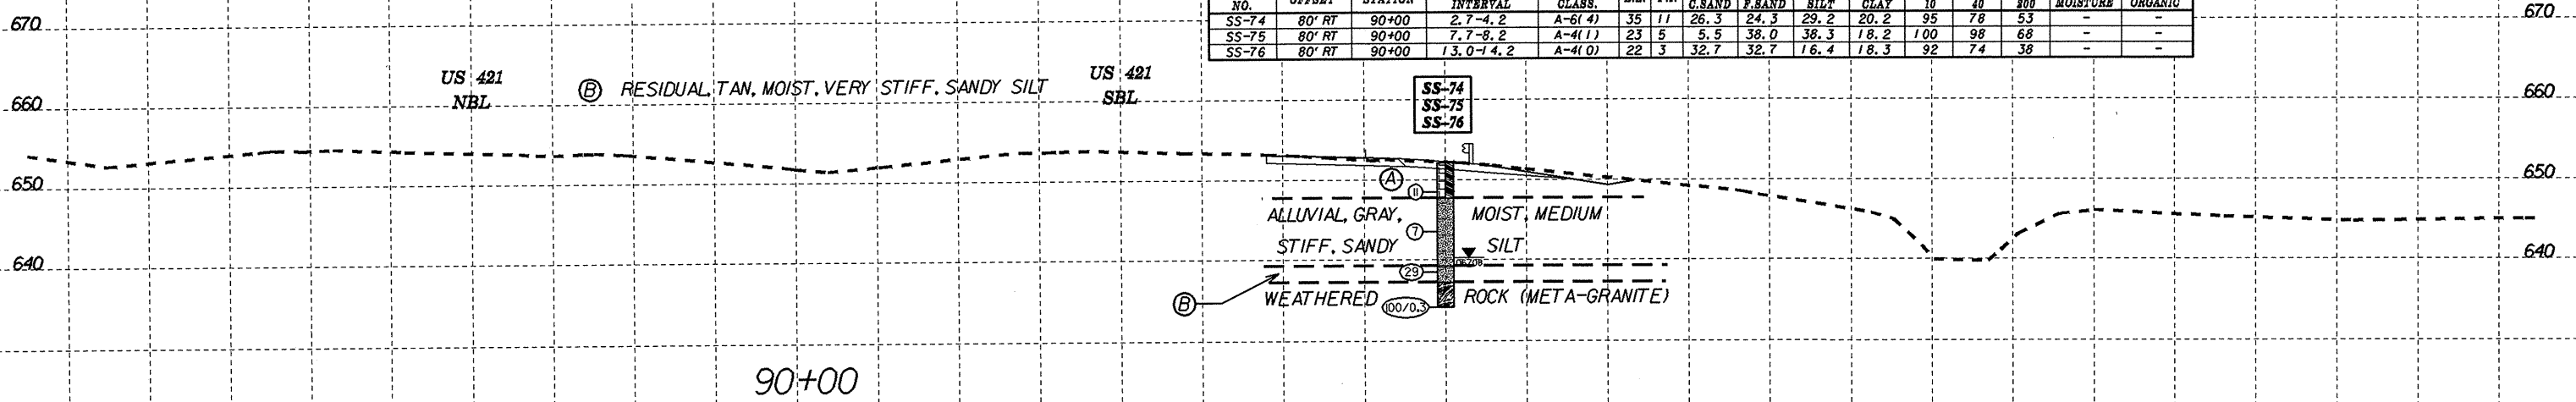 NO. OFFSET STATION INTERVAL CLASS. L.L. P.I. C.SAND F.SAND SILT CLAY 10 40 200 MOISTURE ORGANIC
SS-74 80' RT 90+00 2.7-4.2 A-6(4) 35 11 26.3 24.3 29.2 20.2 95 78 53 - -
SS-75 80' RT 90+00 7.7-8.2 A-4(1) 23 5 5.5 38.0 38.3 18.2 100 98 68 - -
SS-76 80' RT 90+00 13.0-14.2 A-4(0) 22 3 32.7 32.7 16.4 18.3 92 74 38 - -
670 670
US 421
NBL
B RESIDUAL, TAN, MOIST, VERY STIFF, SANDY SILT
US 421
SBL
SS-74
SS-75
SS-76
660 660
650 650
A
11
ALLUVIAL, GRAY, MOIST, MEDIUM
7
STIFF, SANDY SILT
640 640
29
B
WEATHERED ROCK (META-GRANITE)
100/0.3
90+00